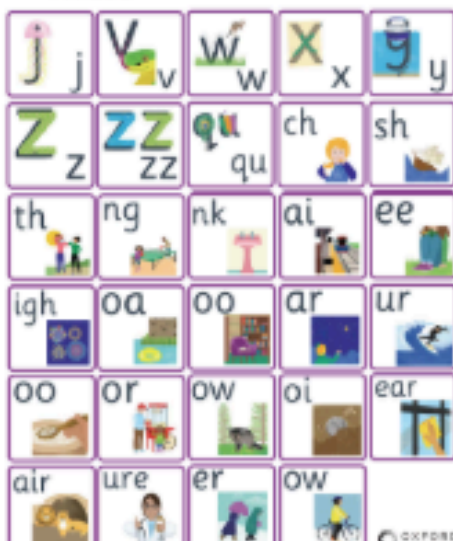 j j v v w w x x y y
z z zz zz qu qu ch sh
th ng nk ai ee
igh oa oo ar ur
oo or ow oi ear
air ure er ow
OXFORD